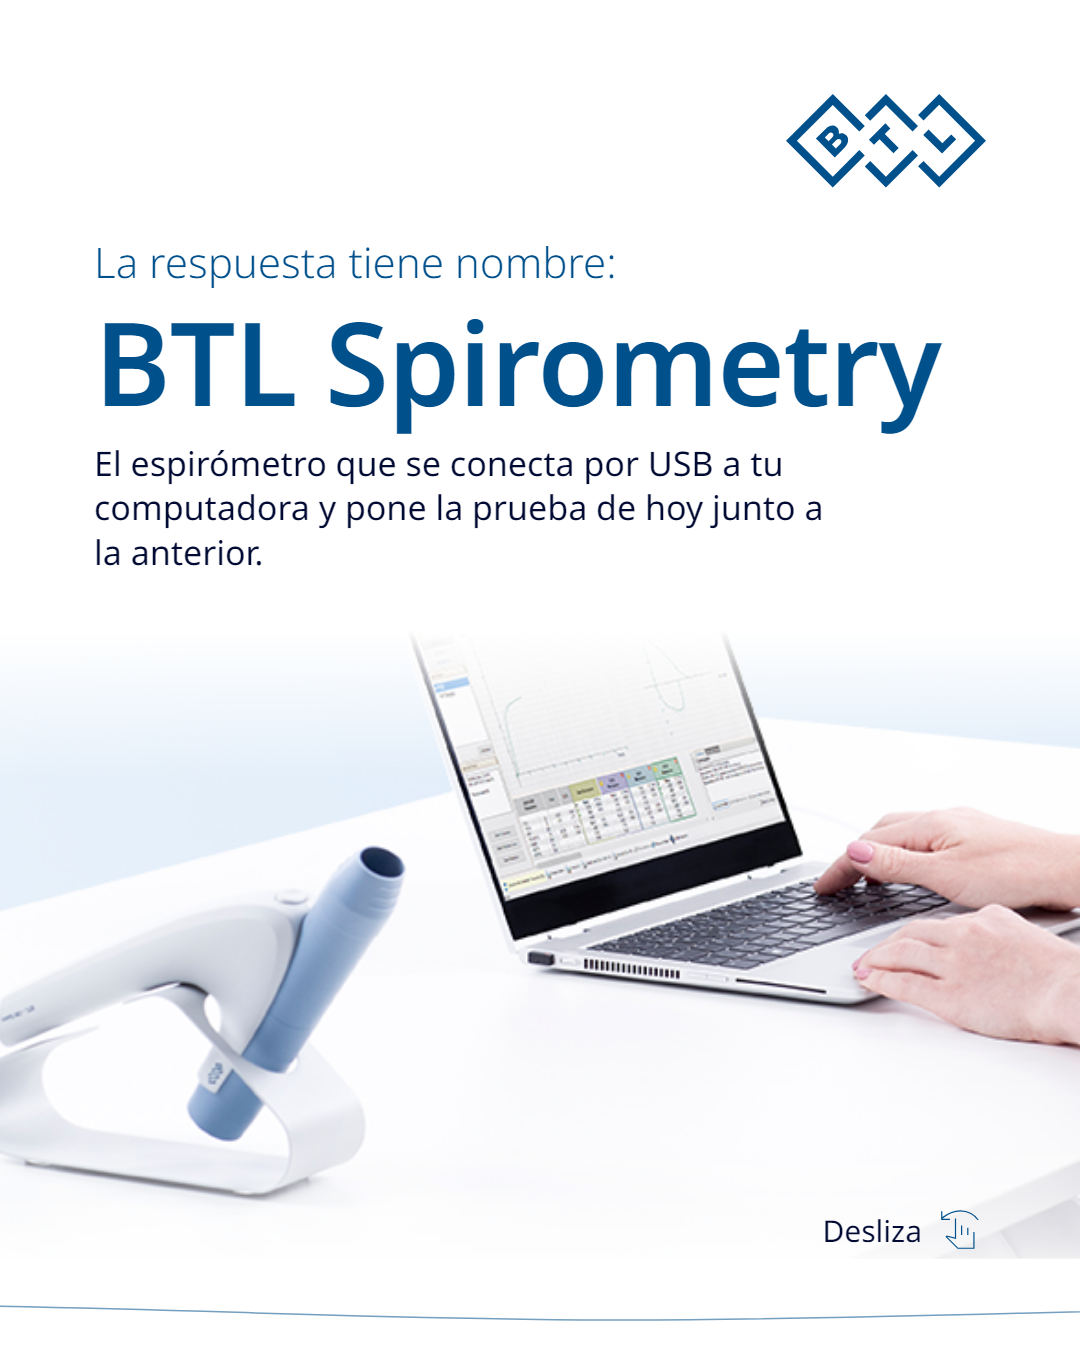 BTL
La respuesta tiene nombre:
BTL Spirometry
El espirómetro que se conecta por USB a tu
computadora y pone la prueba de hoy junto a
la anterior.
Desliza